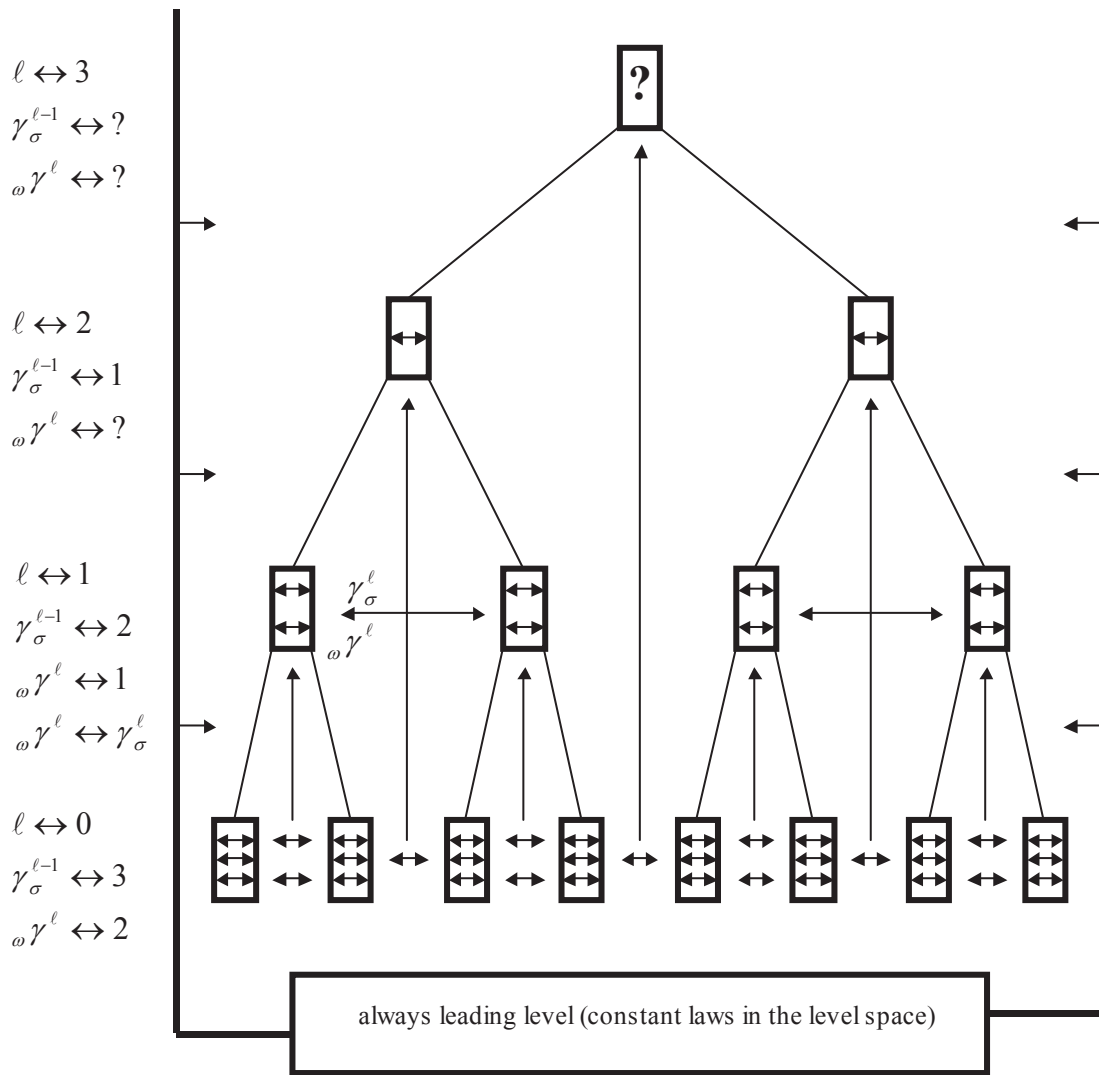 ℓ ↔ 3
?
γ_σ^{ℓ−1} ↔ ?
_ωγ^ℓ ↔ ?
ℓ ↔ 2
γ_σ^{ℓ−1} ↔ 1
_ωγ^ℓ ↔ ?
ℓ ↔ 1
γ_σ^ℓ
γ_σ^{ℓ−1} ↔ 2
_ωγ^ℓ
_ωγ^ℓ ↔ 1
_ωγ^ℓ ↔ γ_σ^ℓ
ℓ ↔ 0
γ_σ^{ℓ−1} ↔ 3
_ωγ^ℓ ↔ 2
always leading level (constant laws in the level space)